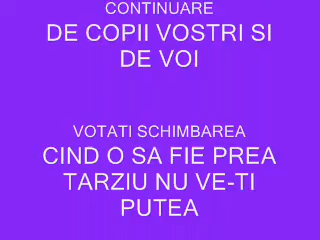 CONTINUARE
DE COPII VOSTRI SI
DE VOI
VOTATI SCHIMBAREA
CIND O SA FIE PREA
TARZIU NU VE-TI
PUTEA